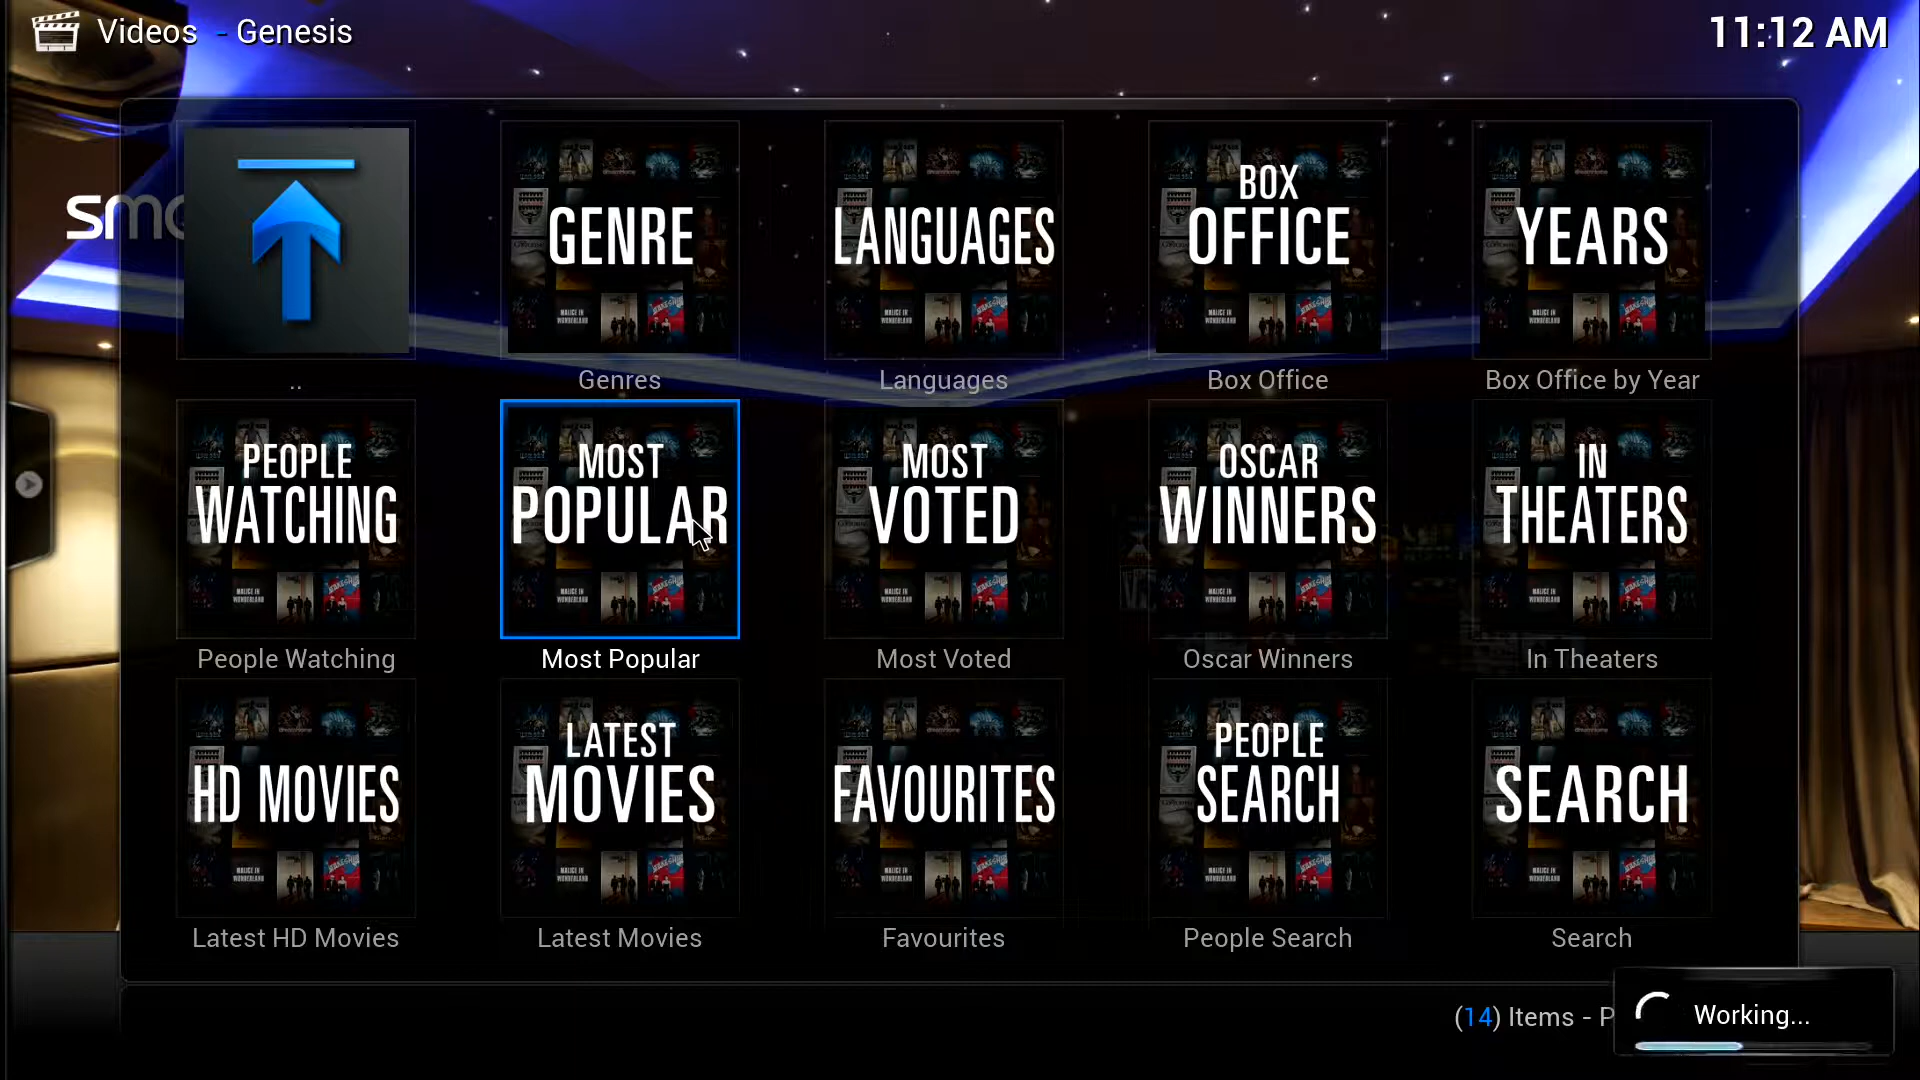 Videos - Genesis
11:12 AM
GENRE
LANGUAGES
BOX
OFFICE
YEARS
..
Genres
Languages
Box Office
Box Office by Year
PEOPLE
WATCHING
MOST
POPULAR
MOST
VOTED
OSCAR
WINNERS
IN
THEATERS
People Watching
Most Popular
Most Voted
Oscar Winners
In Theaters
HD MOVIES
LATEST
MOVIES
FAVOURITES
PEOPLE
SEARCH
SEARCH
Latest HD Movies
Latest Movies
Favourites
People Search
Search
(14) Items - P
Working...